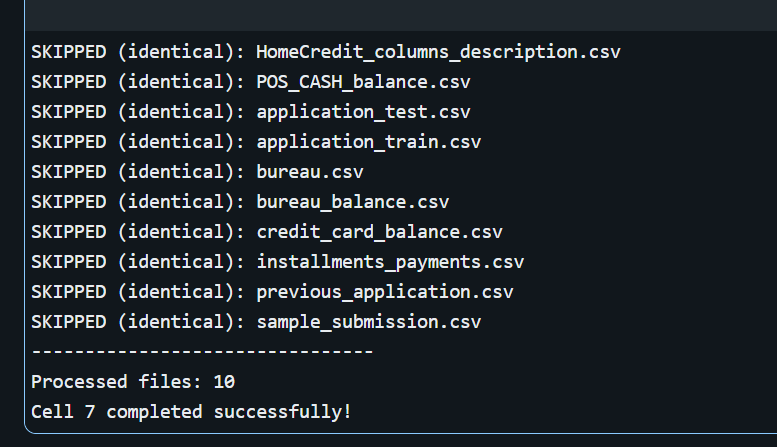 SKIPPED (identical): HomeCredit_columns_description.csv
SKIPPED (identical): POS_CASH_balance.csv
SKIPPED (identical): application_test.csv
SKIPPED (identical): application_train.csv
SKIPPED (identical): bureau.csv
SKIPPED (identical): bureau_balance.csv
SKIPPED (identical): credit_card_balance.csv
SKIPPED (identical): installments_payments.csv
SKIPPED (identical): previous_application.csv
SKIPPED (identical): sample_submission.csv
--------------------------------
Processed files: 10
Cell 7 completed successfully!